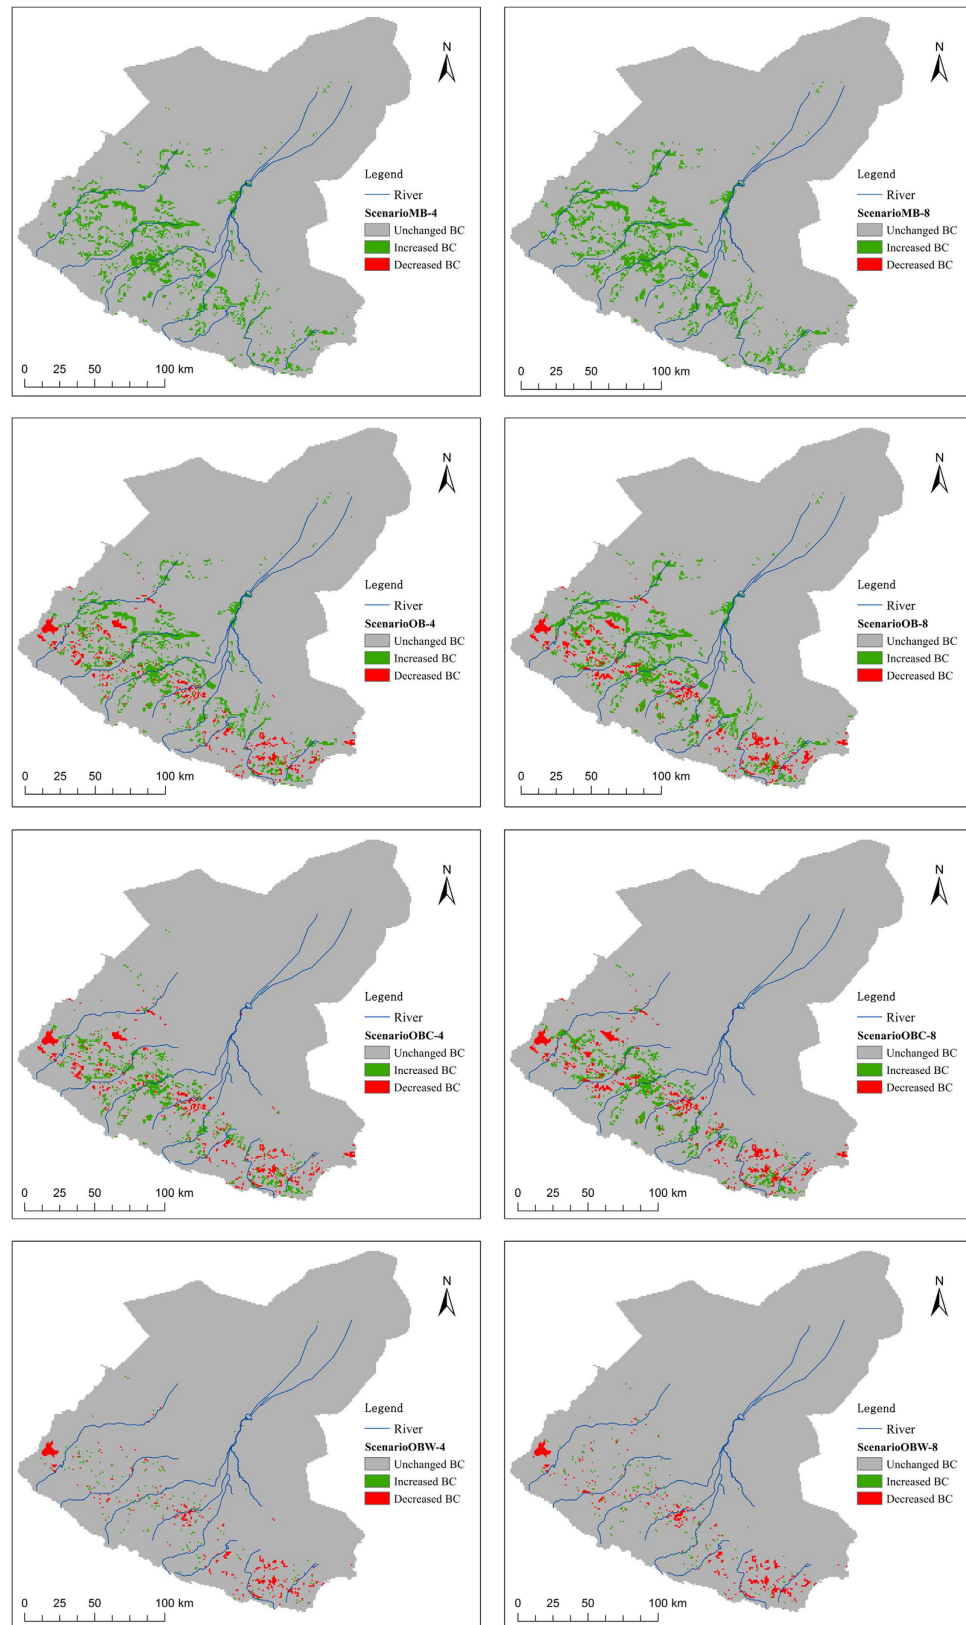 N
Legend
River
ScenarioMB-4
Unchanged BC
Increased BC
Decreased BC
0 25 50 100 km
N
Legend
River
ScenarioMB-8
Unchanged BC
Increased BC
Decreased BC
0 25 50 100 km
N
Legend
River
ScenarioOB-4
Unchanged BC
Increased BC
Decreased BC
0 25 50 100 km
N
Legend
River
ScenarioOB-8
Unchanged BC
Increased BC
Decreased BC
0 25 50 100 km
N
Legend
River
ScenarioOBC-4
Unchanged BC
Increased BC
Decreased BC
0 25 50 100 km
N
Legend
River
ScenarioOBC-8
Unchanged BC
Increased BC
Decreased BC
0 25 50 100 km
N
Legend
River
ScenarioOBW-4
Unchanged BC
Increased BC
Decreased BC
0 25 50 100 km
N
Legend
River
ScenarioOBW-8
Unchanged BC
Increased BC
Decreased BC
0 25 50 100 km